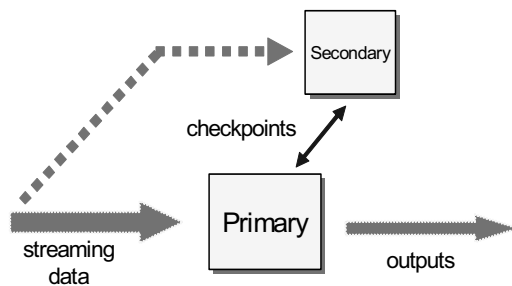 Secondary
checkpoints
Primary
streaming
data
outputs